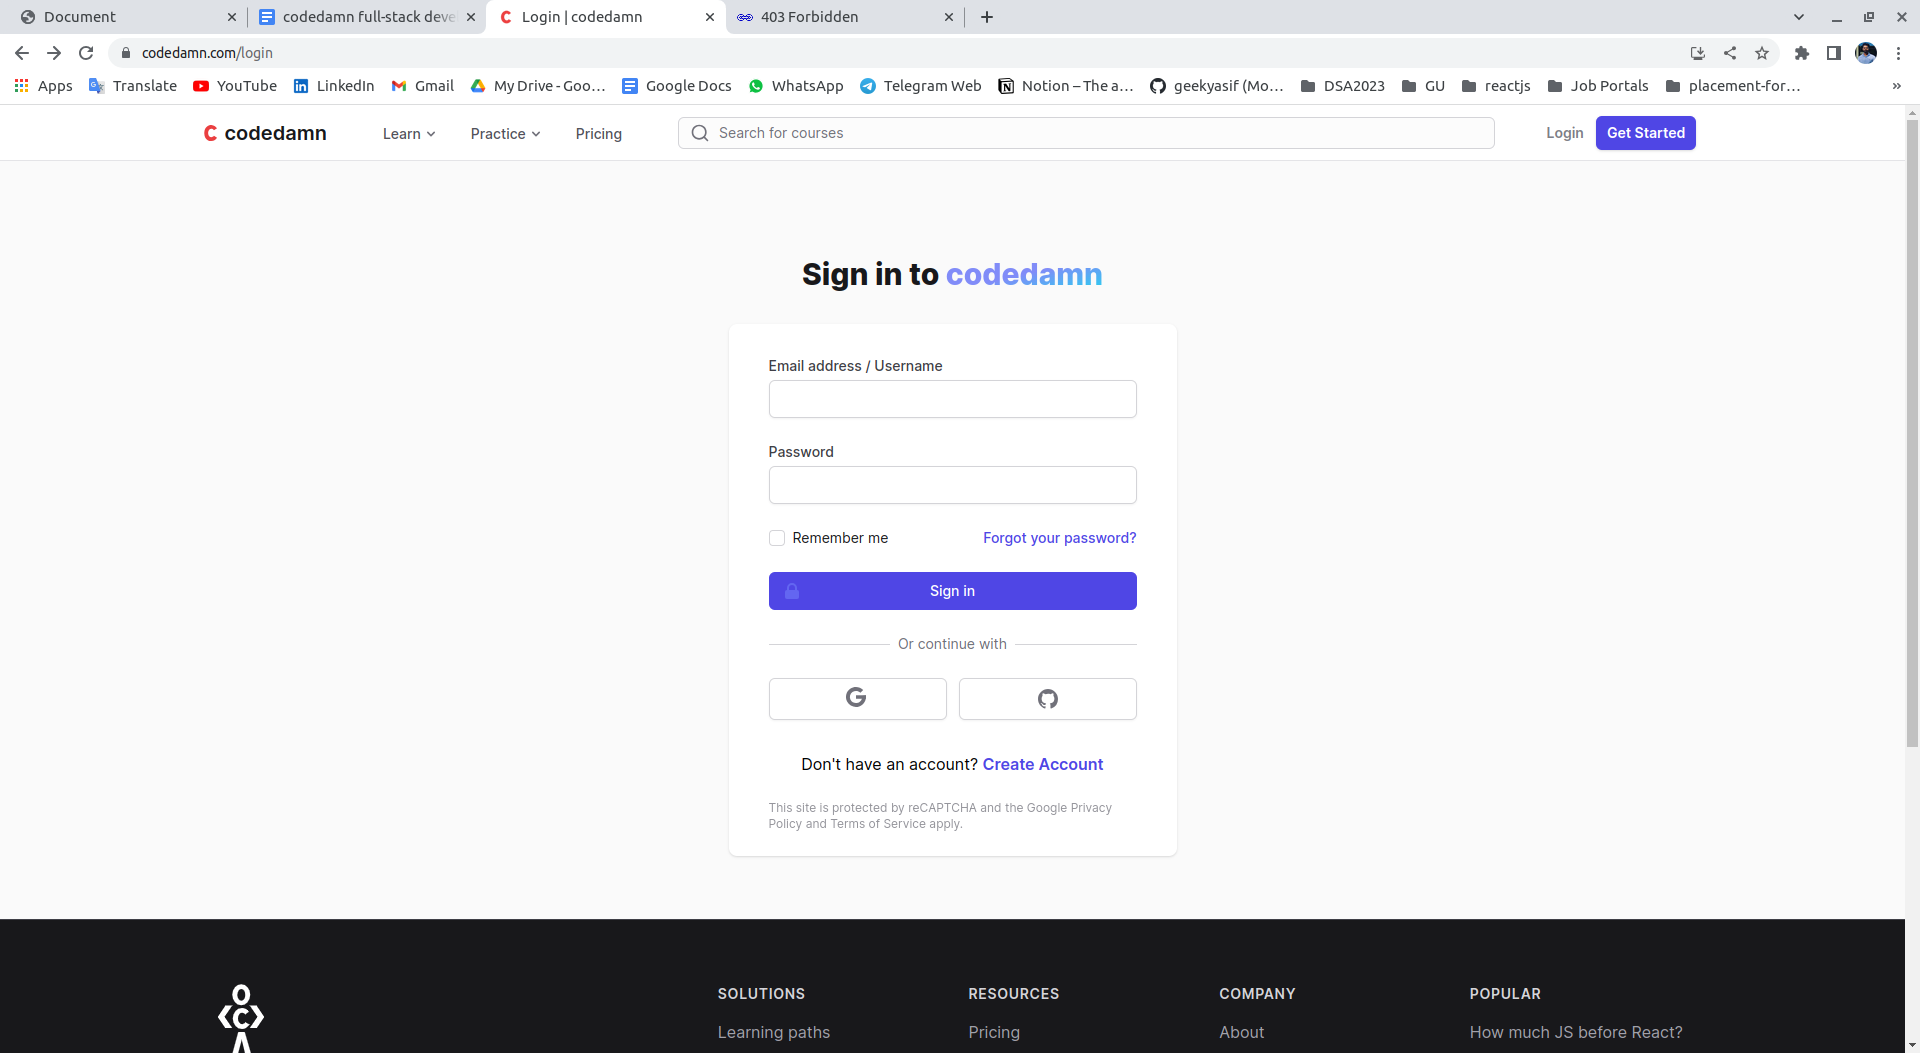 Document
codedamn full-stack deve
Login | codedamn
403 Forbidden
codedamn.com/login
Apps
Translate
YouTube
LinkedIn
Gmail
My Drive - Goo...
Google Docs
WhatsApp
Telegram Web
Notion – The a...
geekyasif (Mo...
DSA2023
GU
reactjs
Job Portals
placement-for...
»
C codedamn
Learn
Practice
Pricing
Search for courses
Login
Get Started
Sign in to codedamn
Email address / Username
Password
Remember me
Forgot your password?
Sign in
Or continue with
Don't have an account? Create Account
This site is protected by reCAPTCHA and the Google Privacy
Policy and Terms of Service apply.
SOLUTIONS
RESOURCES
COMPANY
POPULAR
Learning paths
Pricing
About
How much JS before React?